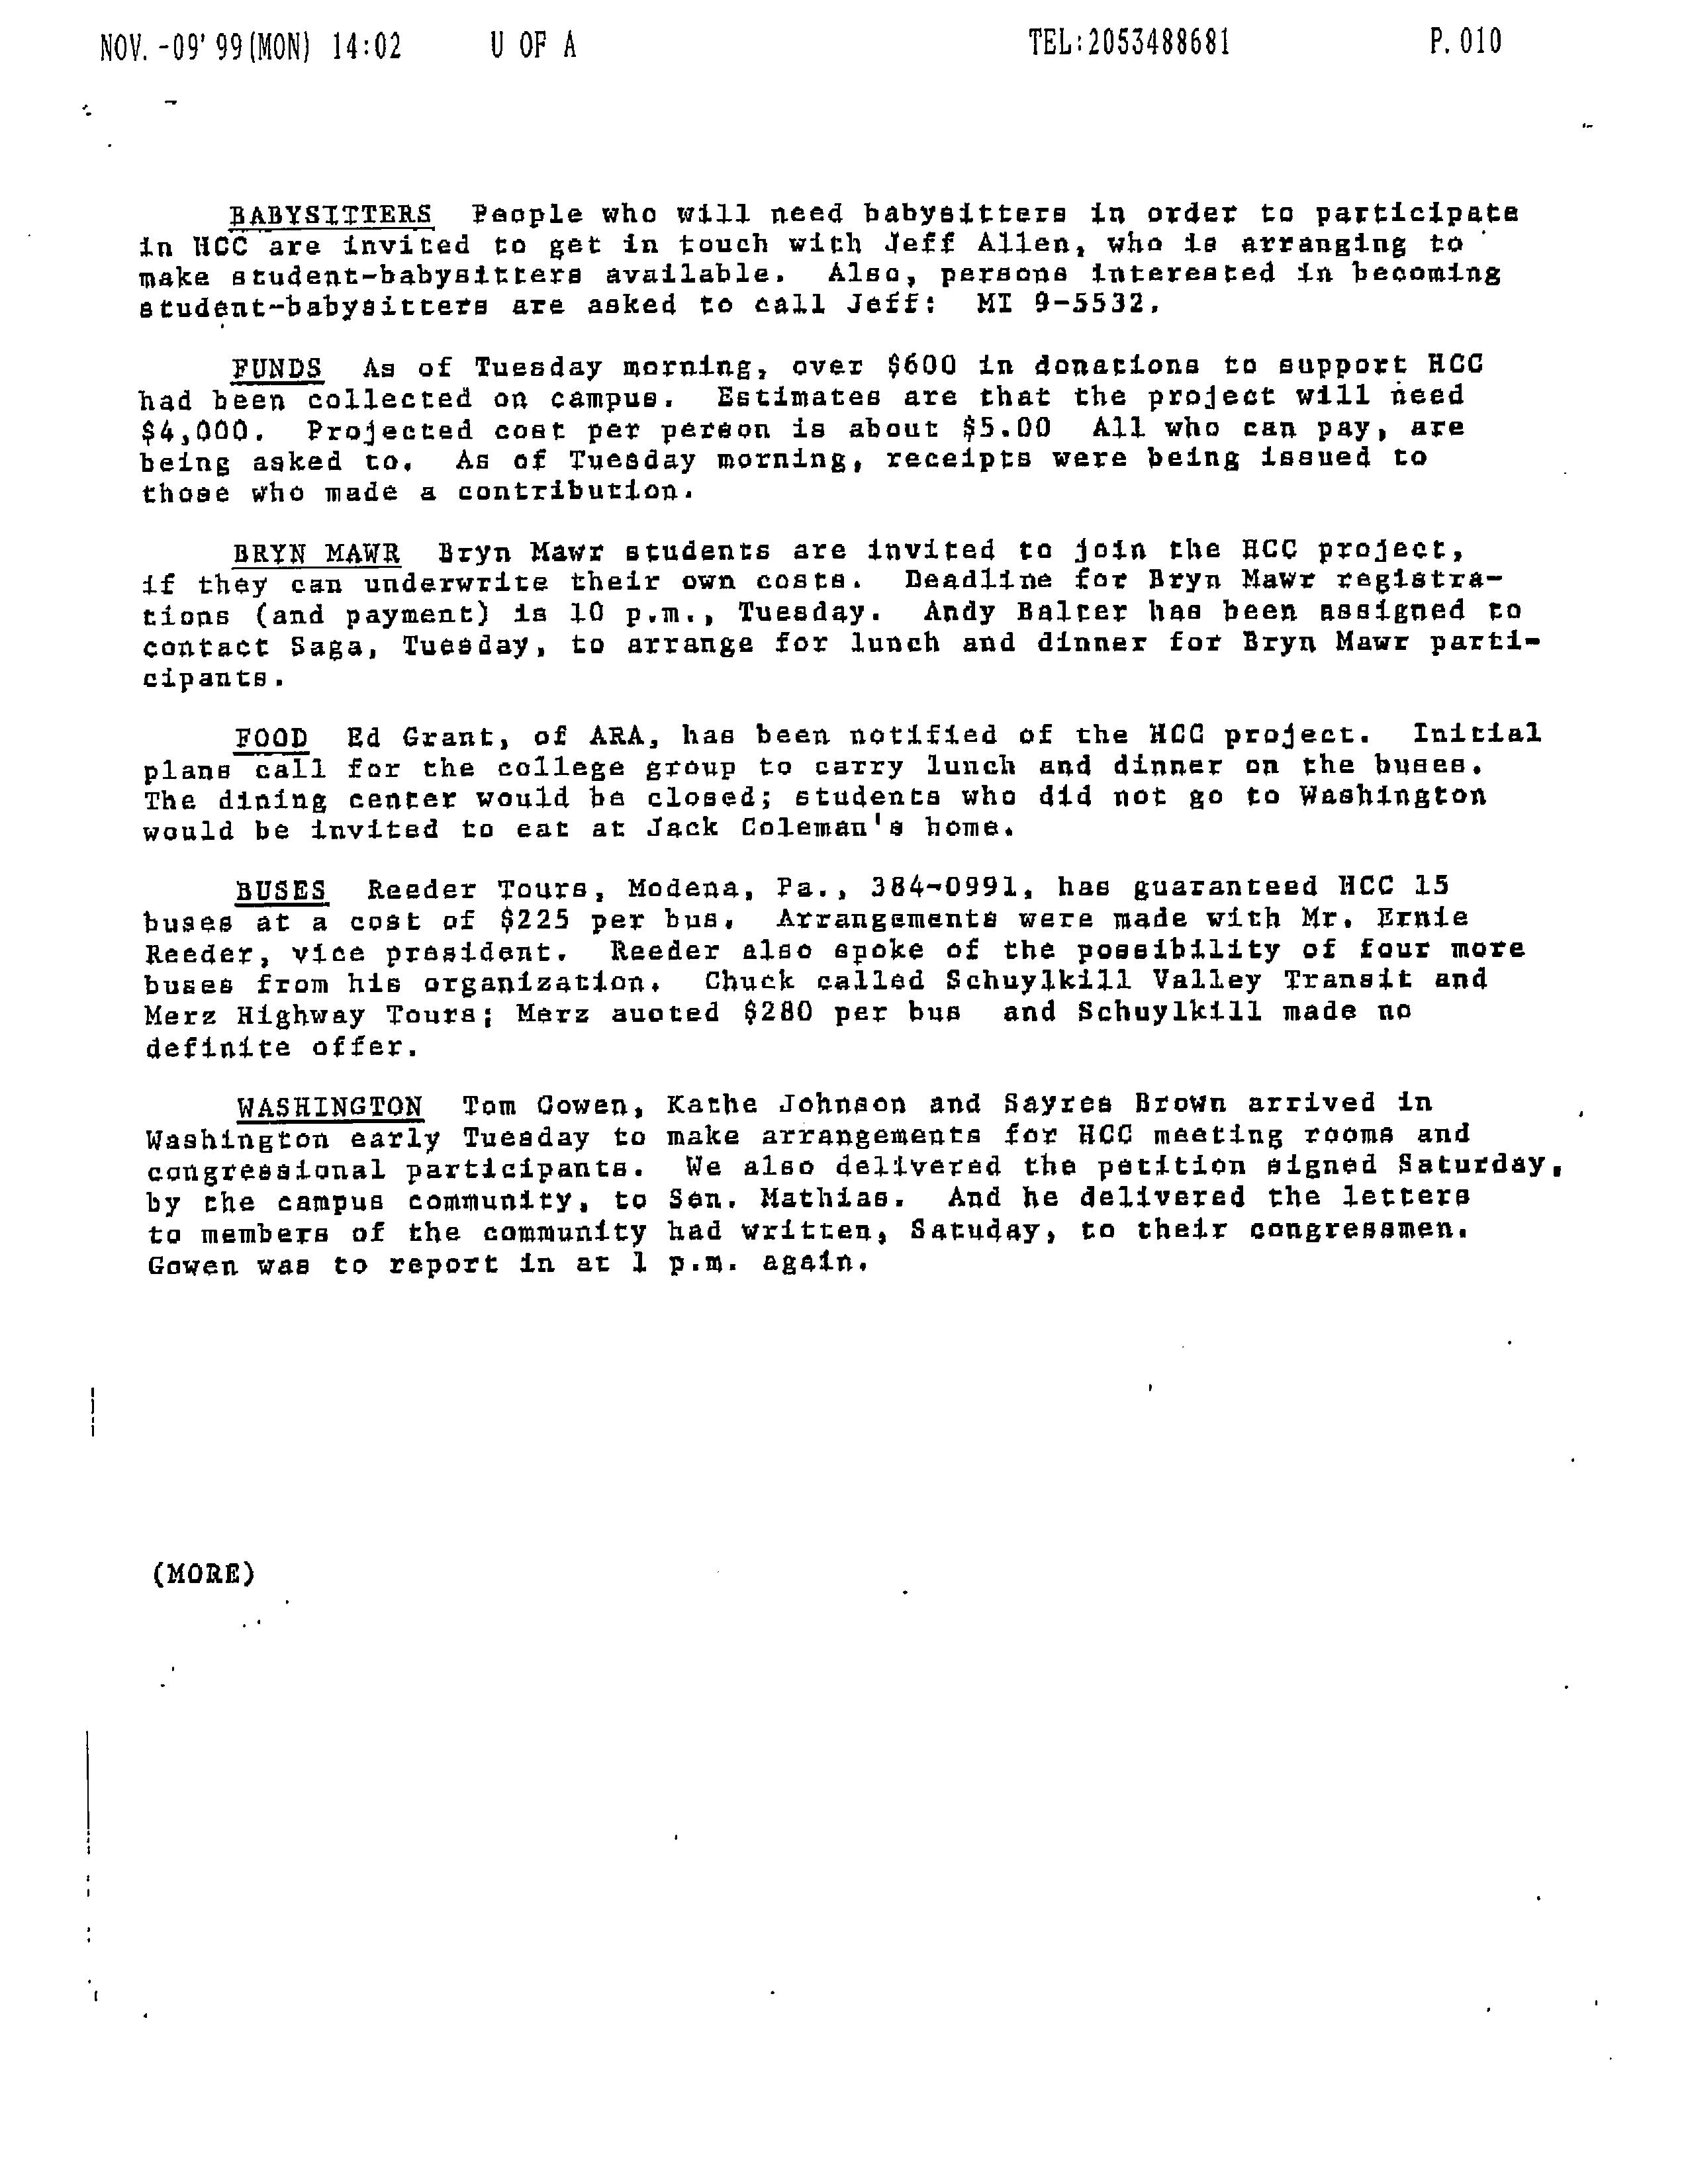 NOV. -09' 99 (MON) 14:02 U OF A TEL:2053488681 P. 010
BABYSITTERS People who will need babysitters in order to participate
in HCC are invited to get in touch with Jeff Allen, who is arranging to
make student-babysitters available. Also, persons interested in becoming
student-babysitters are asked to call Jeff: MI 9-5532.
FUNDS As of Tuesday morning, over $600 in donations to support HCC
had been collected on campus. Estimates are that the project will need
$4,000. Projected cost per person is about $5.00 All who can pay, are
being asked to. As of Tuesday morning, receipts were being issued to
those who made a contribution.
BRYN MAWR Bryn Mawr students are invited to join the HCC project,
if they can underwrite their own costs. Deadline for Bryn Mawr registra-
tions (and payment) is 10 p.m., Tuesday. Andy Balter has been assigned to
contact Saga, Tuesday, to arrange for lunch and dinner for Bryn Mawr parti-
cipants.
FOOD Ed Grant, of ARA, has been notified of the HCC project. Initial
plans call for the college group to carry lunch and dinner on the buses.
The dining center would be closed; students who did not go to Washington
would be invited to eat at Jack Coleman's home.
BUSES Reeder Tours, Modena, Pa., 384-0991, has guaranteed HCC 15
buses at a cost of $225 per bus. Arrangements were made with Mr. Ernie
Reeder, vice president. Reeder also spoke of the possibility of four more
buses from his organization. Chuck called Schuylkill Valley Transit and
Merz Highway Tours; Merz auoted $280 per bus and Schuylkill made no
definite offer.
WASHINGTON Tom Gowen, Kathe Johnson and Sayres Brown arrived in
Washington early Tuesday to make arrangements for HCC meeting rooms and
congressional participants. We also delivered the petition signed Saturday,
by the campus community, to Sen. Mathias. And he delivered the letters
to members of the community had written, Satuday, to their congressmen.
Gowen was to report in at 1 p.m. again.
(MORE)